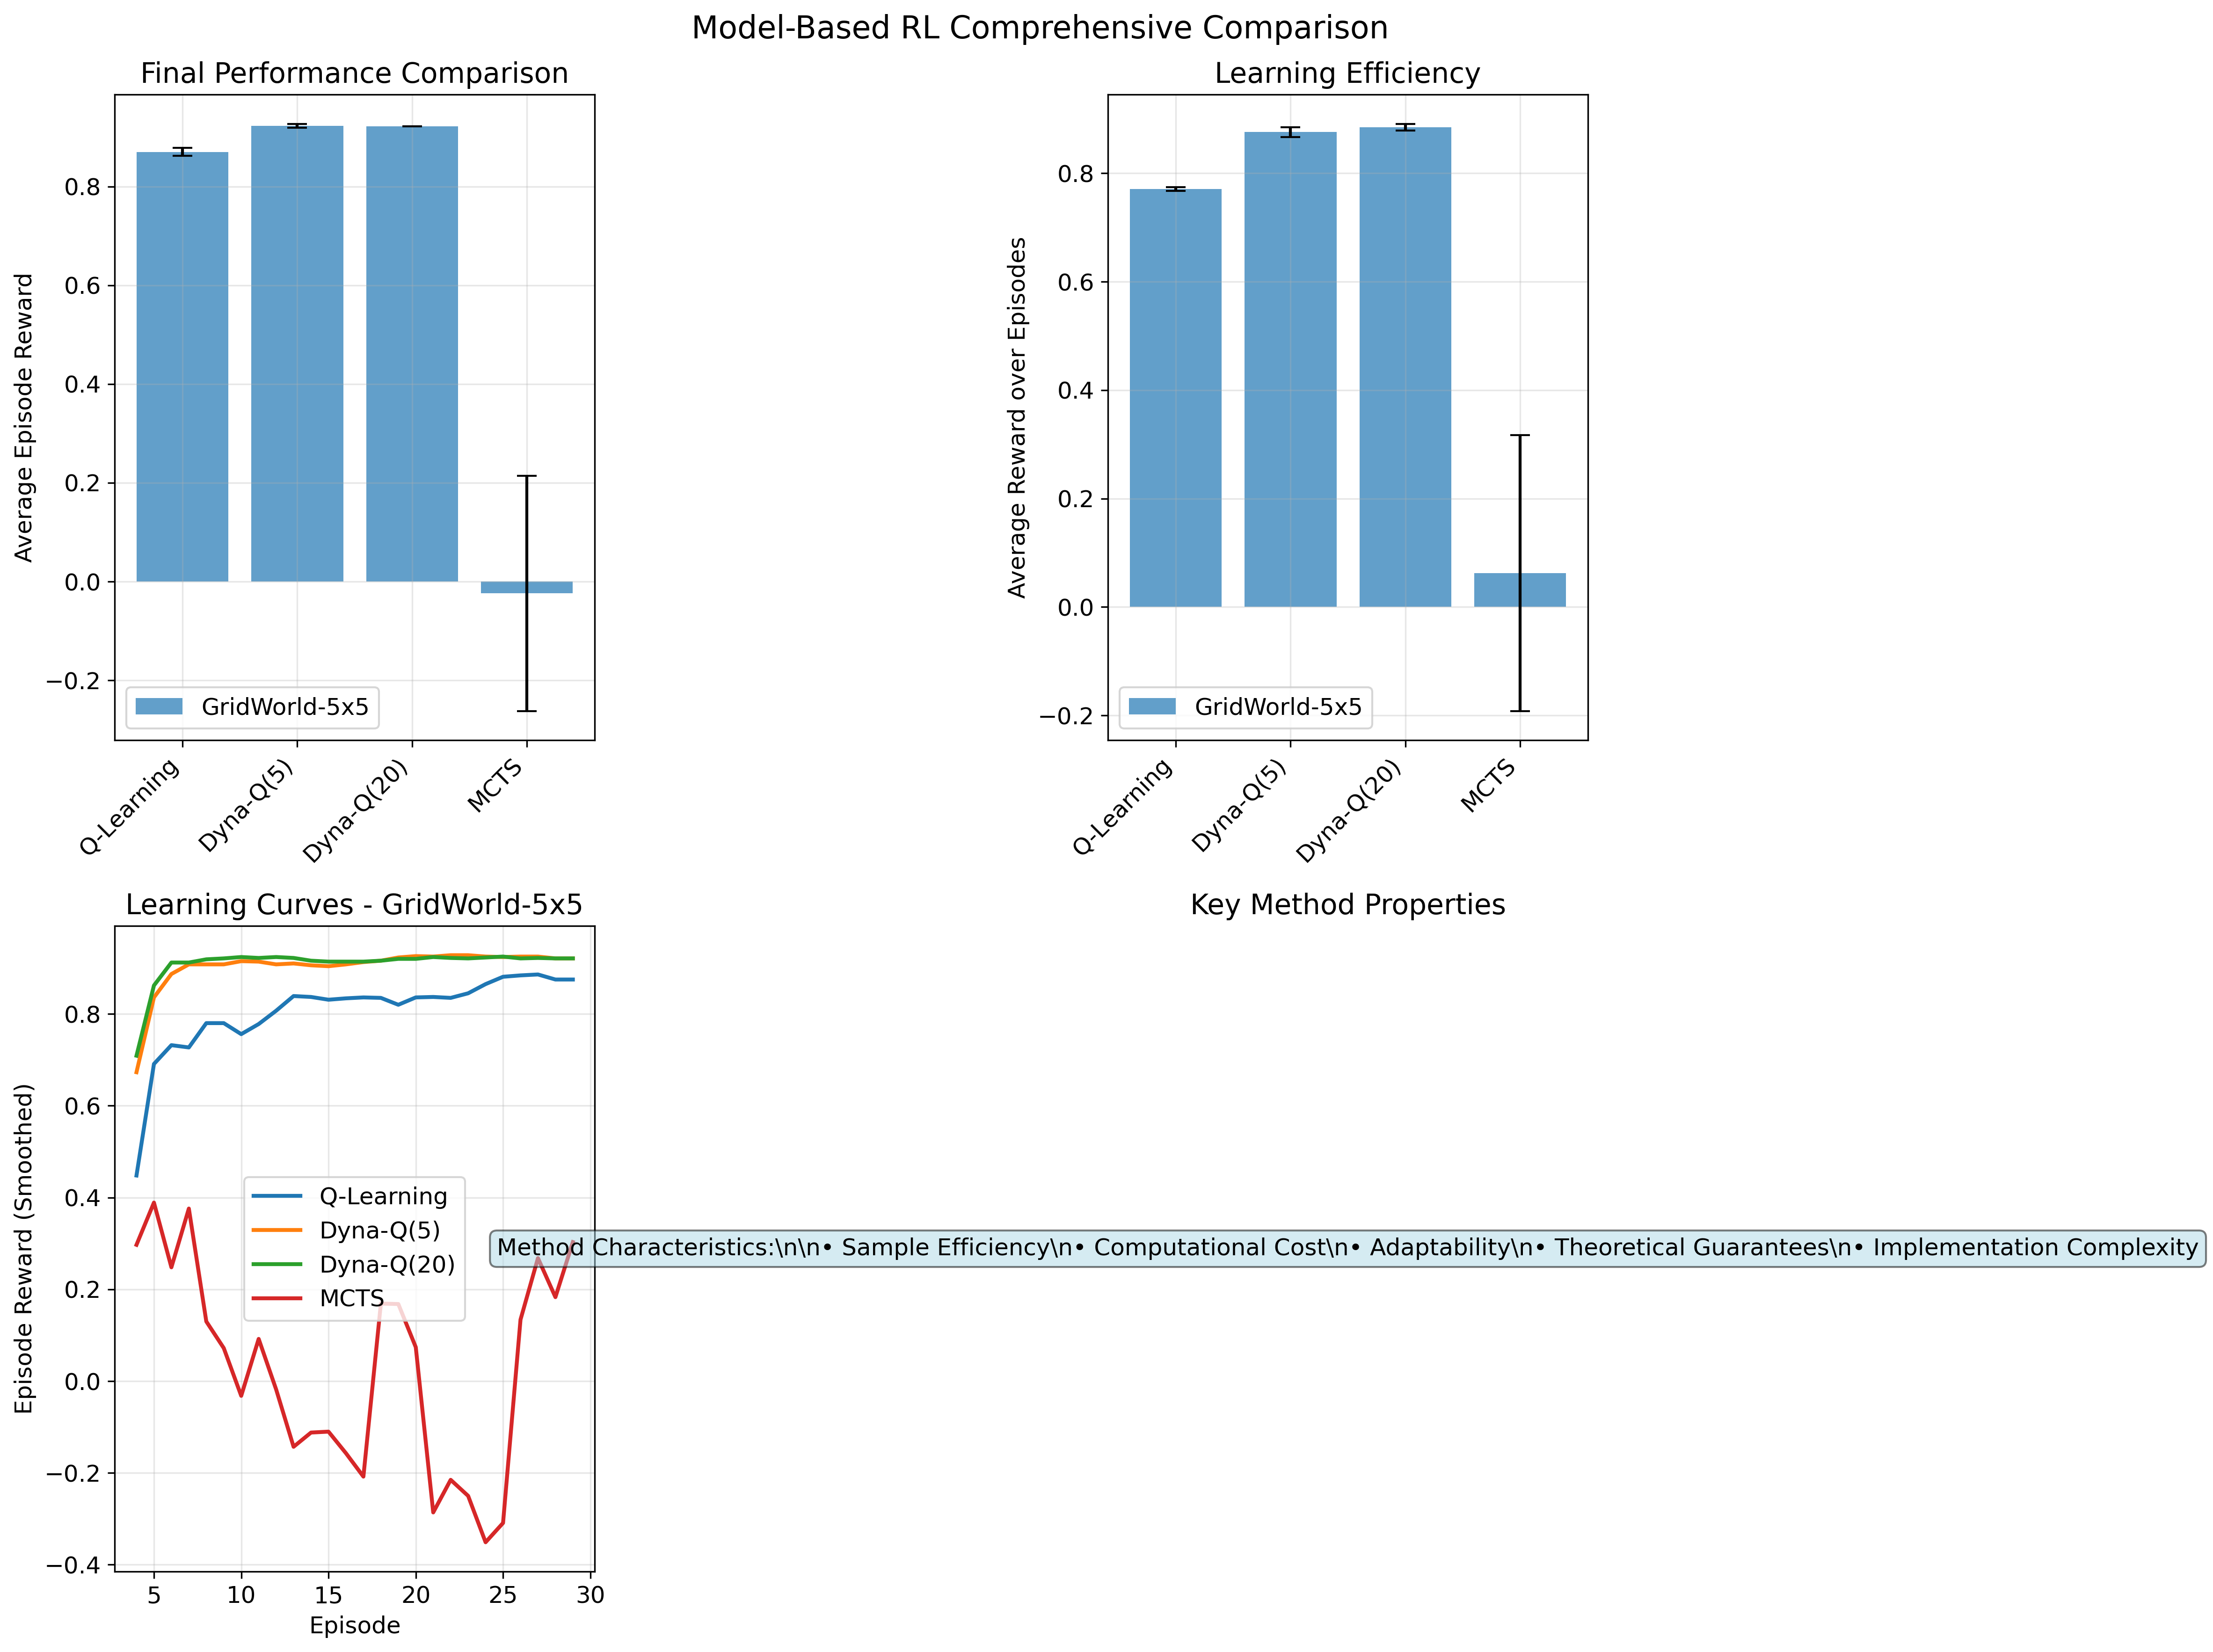 Model-Based RL Comprehensive Comparison
Final Performance Comparison
Average Episode Reward
0.8
0.6
0.4
0.2
0.0
−0.2
GridWorld-5x5
Q-Learning
Dyna-Q(5)
Dyna-Q(20)
MCTS
Learning Efficiency
Average Reward over Episodes
0.8
0.6
0.4
0.2
0.0
−0.2
GridWorld-5x5
Q-Learning
Dyna-Q(5)
Dyna-Q(20)
MCTS
Learning Curves - GridWorld-5x5
Episode Reward (Smoothed)
0.8
0.6
0.4
0.2
0.0
−0.2
−0.4
Q-Learning
Dyna-Q(5)
Dyna-Q(20)
MCTS
5
10
15
20
25
30
Episode
Key Method Properties
Method Characteristics:\n\n• Sample Efficiency\n• Computational Cost\n• Adaptability\n• Theoretical Guarantees\n• Implementation Complexity